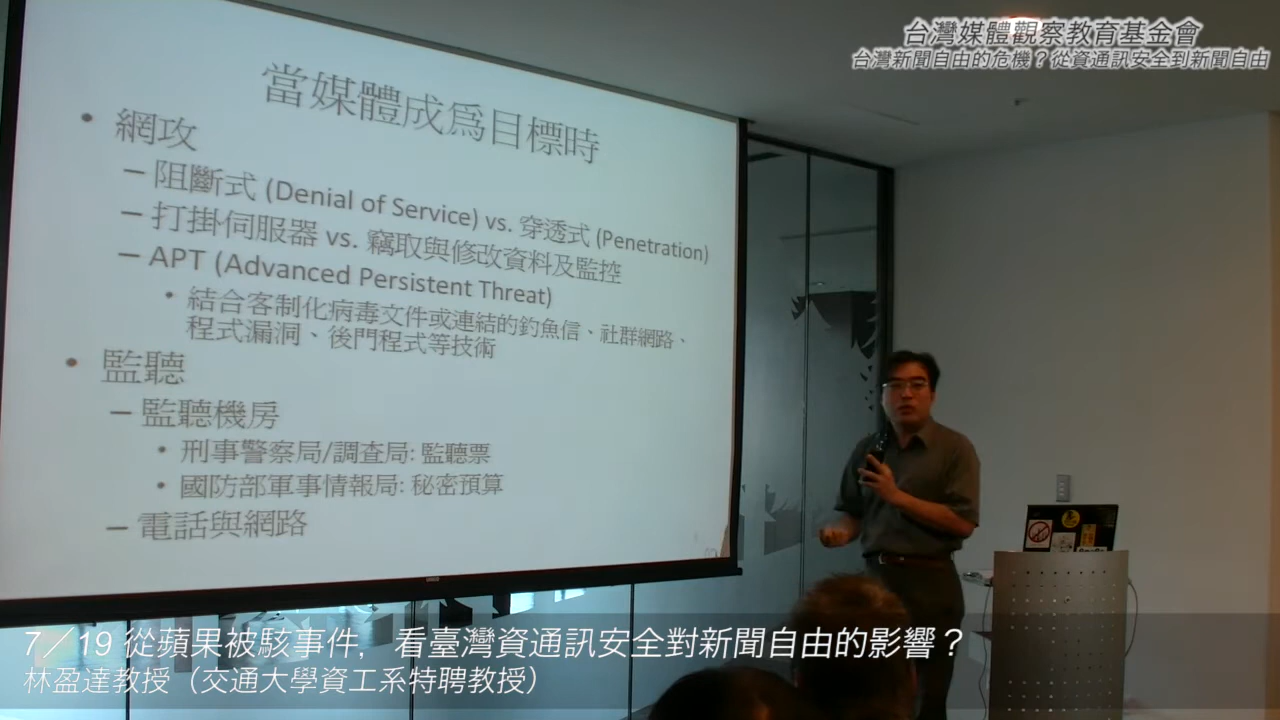 台灣媒體觀察教育基金會
台灣新聞自由的危機？從資通訊安全到新聞自由
當媒體成為目標時
• 網攻
– 阻斷式 (Denial of Service) vs. 穿透式 (Penetration)
– 打掛伺服器 vs. 竊取與修改資料及監控
– APT (Advanced Persistent Threat)
• 結合客制化病毒文件或連結的釣魚信、社群網路、
程式漏洞、後門程式等技術
• 監聽
– 監聽機房
• 刑事警察局/調查局: 監聽票
• 國防部軍事情報局: 秘密預算
– 電話與網路
7／19 從蘋果被駭事件，看臺灣資通訊安全對新聞自由的影響？
林盈達教授（交通大學資工系特聘教授）